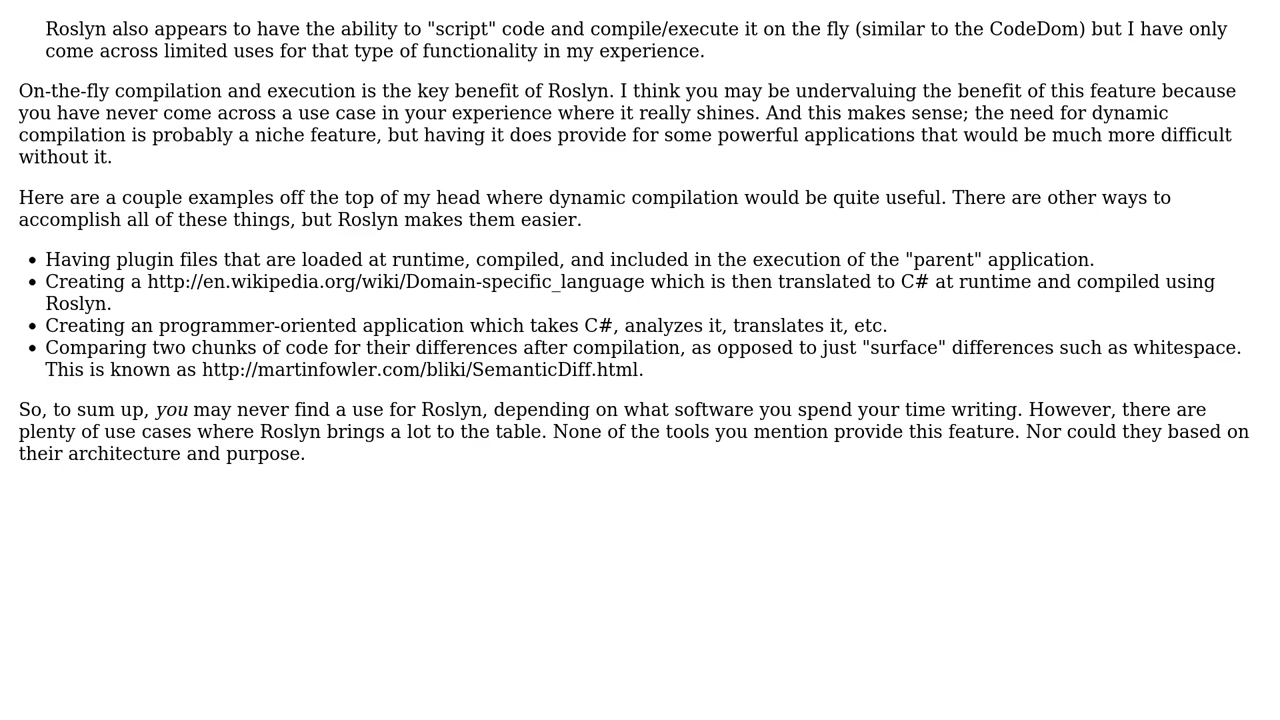 Roslyn also appears to have the ability to "script" code and compile/execute it on the fly (similar to the CodeDom) but I have only
come across limited uses for that type of functionality in my experience.
On-the-fly compilation and execution is the key benefit of Roslyn. I think you may be undervaluing the benefit of this feature because
you have never come across a use case in your experience where it really shines. And this makes sense; the need for dynamic
compilation is probably a niche feature, but having it does provide for some powerful applications that would be much more difficult
without it.
Here are a couple examples off the top of my head where dynamic compilation would be quite useful. There are other ways to
accomplish all of these things, but Roslyn makes them easier.
• Having plugin files that are loaded at runtime, compiled, and included in the execution of the "parent" application.
• Creating a http://en.wikipedia.org/wiki/Domain-specific_language which is then translated to C# at runtime and compiled using
Roslyn.
• Creating an programmer-oriented application which takes C#, analyzes it, translates it, etc.
• Comparing two chunks of code for their differences after compilation, as opposed to just "surface" differences such as whitespace.
This is known as http://martinfowler.com/bliki/SemanticDiff.html.
So, to sum up, you may never find a use for Roslyn, depending on what software you spend your time writing. However, there are
plenty of use cases where Roslyn brings a lot to the table. None of the tools you mention provide this feature. Nor could they based on
their architecture and purpose.